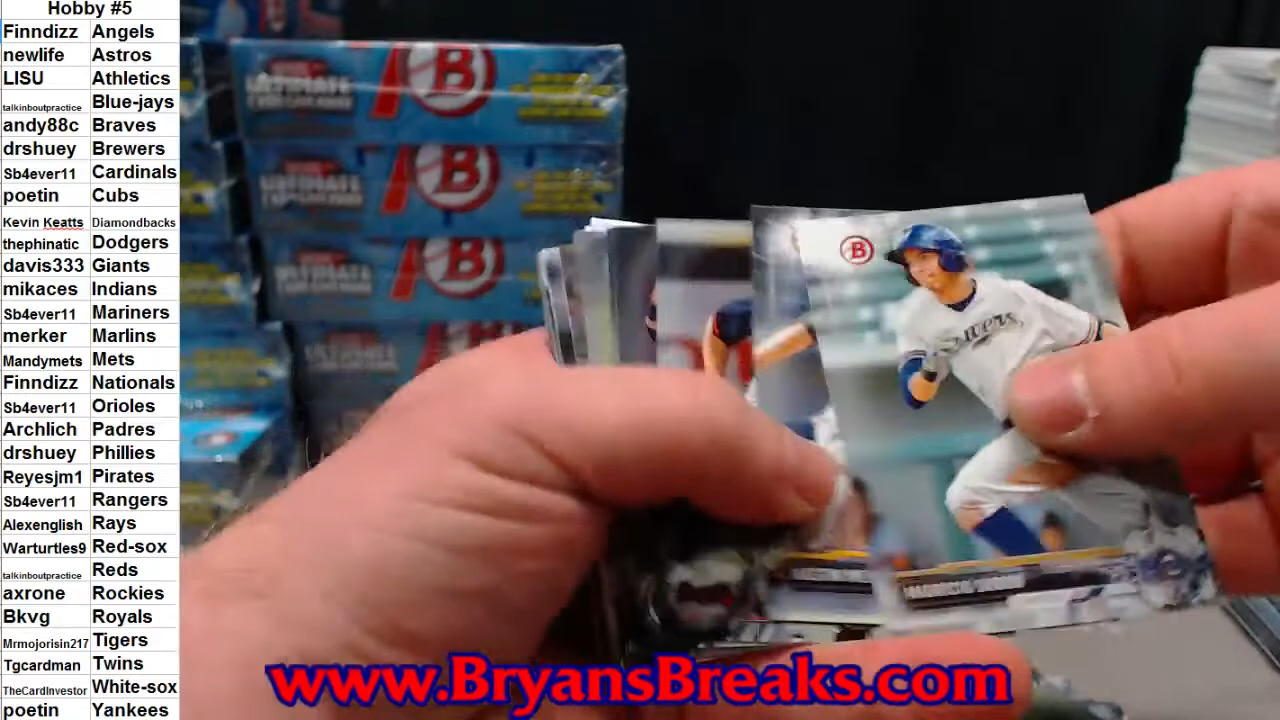 Hobby #5
Finndizz Angels
newlife Astros
LISU Athletics
talkinboutpractice Blue-jays
andy88c Braves
drshuey Brewers
Sb4ever11 Cardinals
poetin Cubs
Kevin Keatts Diamondbacks
thephinatic Dodgers
davis333 Giants
mikaces Indians
Sb4ever11 Mariners
merker Marlins
Mandymets Mets
Finndizz Nationals
Sb4ever11 Orioles
Archlich Padres
drshuey Phillies
Reyesjm1 Pirates
Sb4ever11 Rangers
Alexenglish Rays
Warturtles9 Red-sox
talkinboutpractice Reds
axrone Rockies
Bkvg Royals
Mrmojorisin217 Tigers
Tgcardman Twins
TheCardInvestor White-sox
poetin Yankees
B
ULTIMATE
B
ULTIMATE
B
ULTIMATE
B
www.BryansBreaks.com